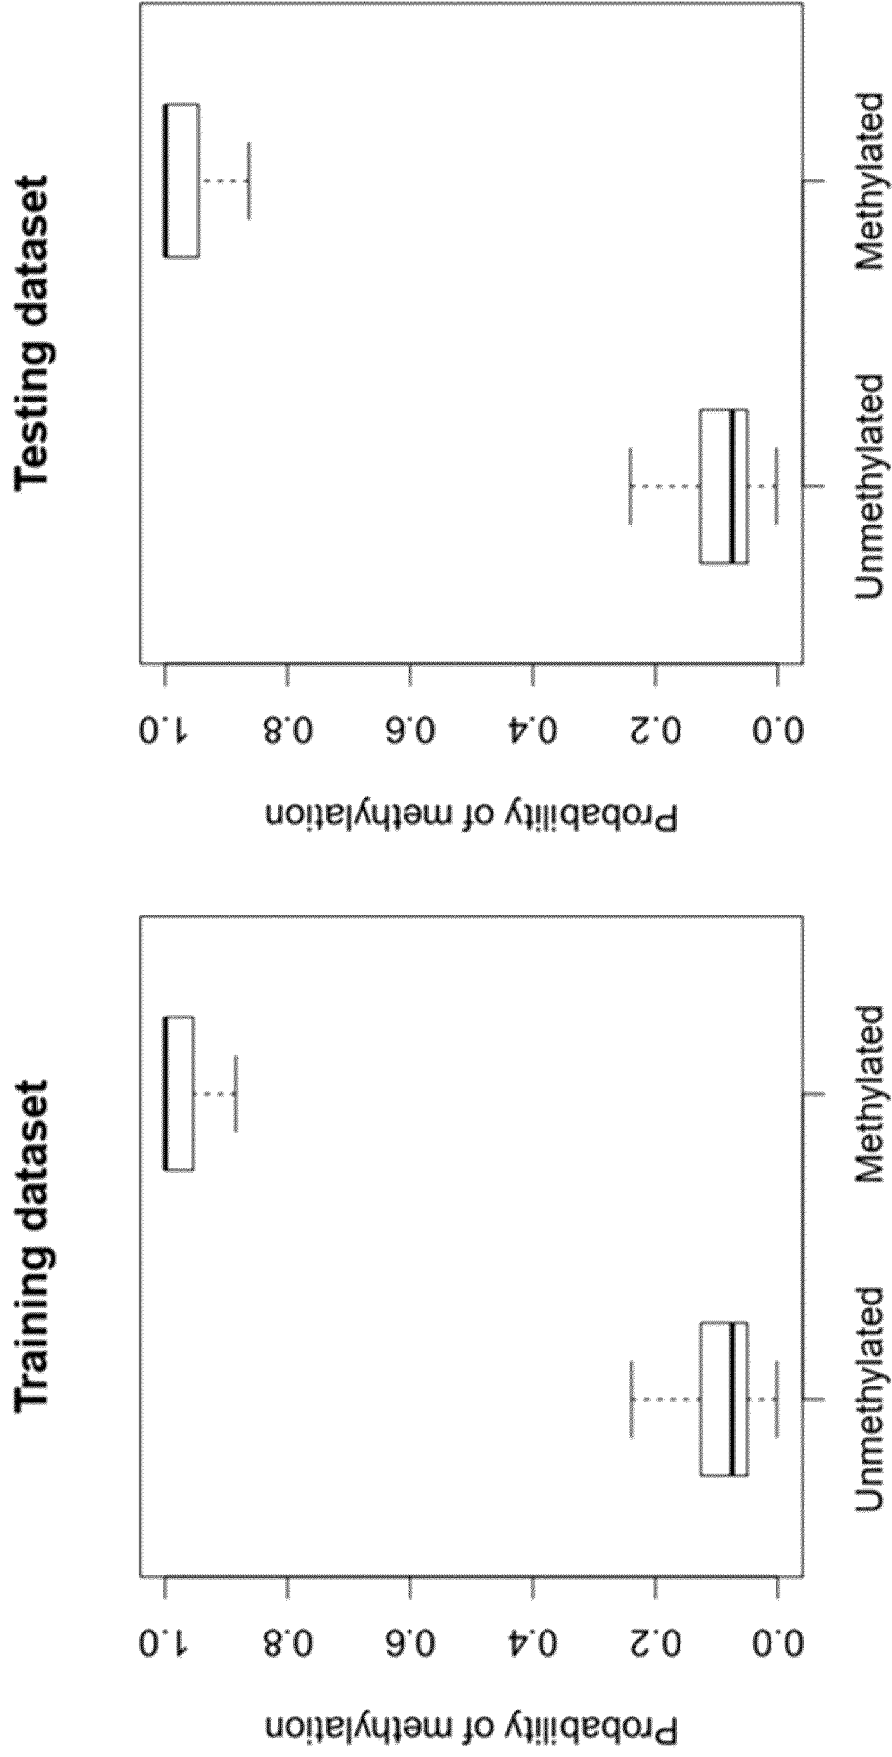 Training dataset
Probability of methylation
0.0
0.2
0.4
0.6
0.8
1.0
Unmethylated
Methylated
Testing dataset
Probability of methylation
0.0
0.2
0.4
0.6
0.8
1.0
Unmethylated
Methylated